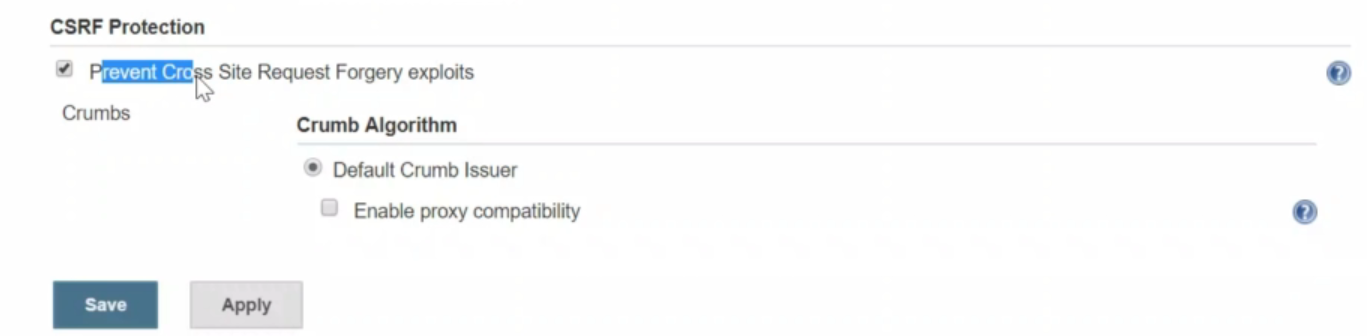 CSRF Protection
Prevent Cross Site Request Forgery exploits
?
Crumbs
Crumb Algorithm
Default Crumb Issuer
Enable proxy compatibility
?
Save
Apply